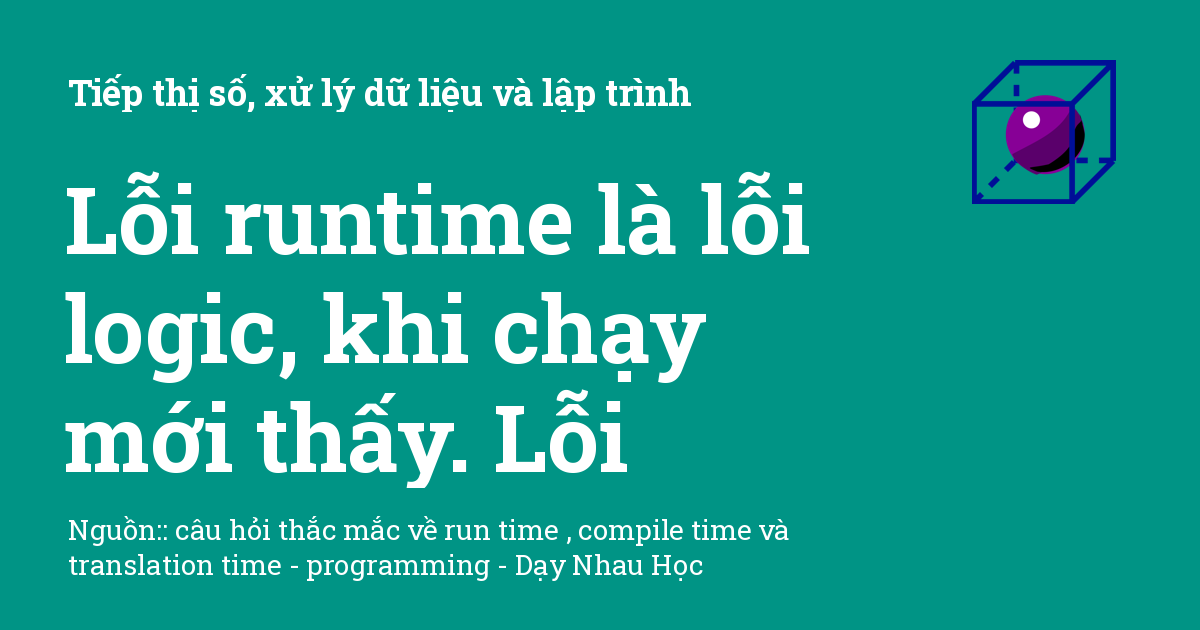 Tiếp thị số, xử lý dữ liệu và lập trình
Lỗi runtime là lỗi
logic, khi chạy
mới thấy. Lỗi
Nguồn:: câu hỏi thắc mắc về run time , compile time và
translation time - programming - Dạy Nhau Học